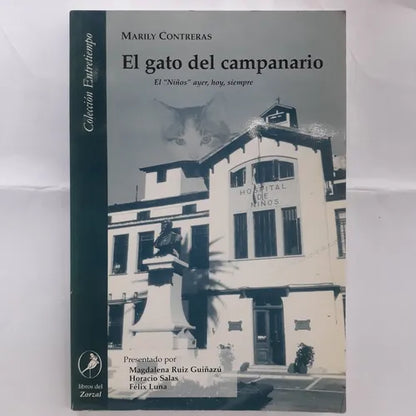 Colección Entretiempo
MARILY CONTRERAS
El gato del campanario
El "Niños" ayer, hoy, siempre
HOSPITAL
DE
NIÑOS
Presentado por
Magdalena Ruiz Guiñazú
Horacio Salas
Félix Luna
libros del
Zorzal